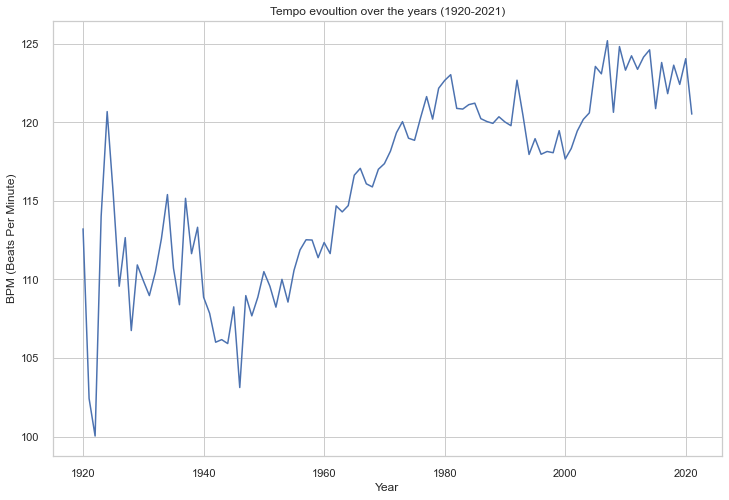 Tempo evoultion over the years (1920-2021)
125
120
115
110
105
100
BPM (Beats Per Minute)
1920 1940 1960 1980 2000 2020
Year